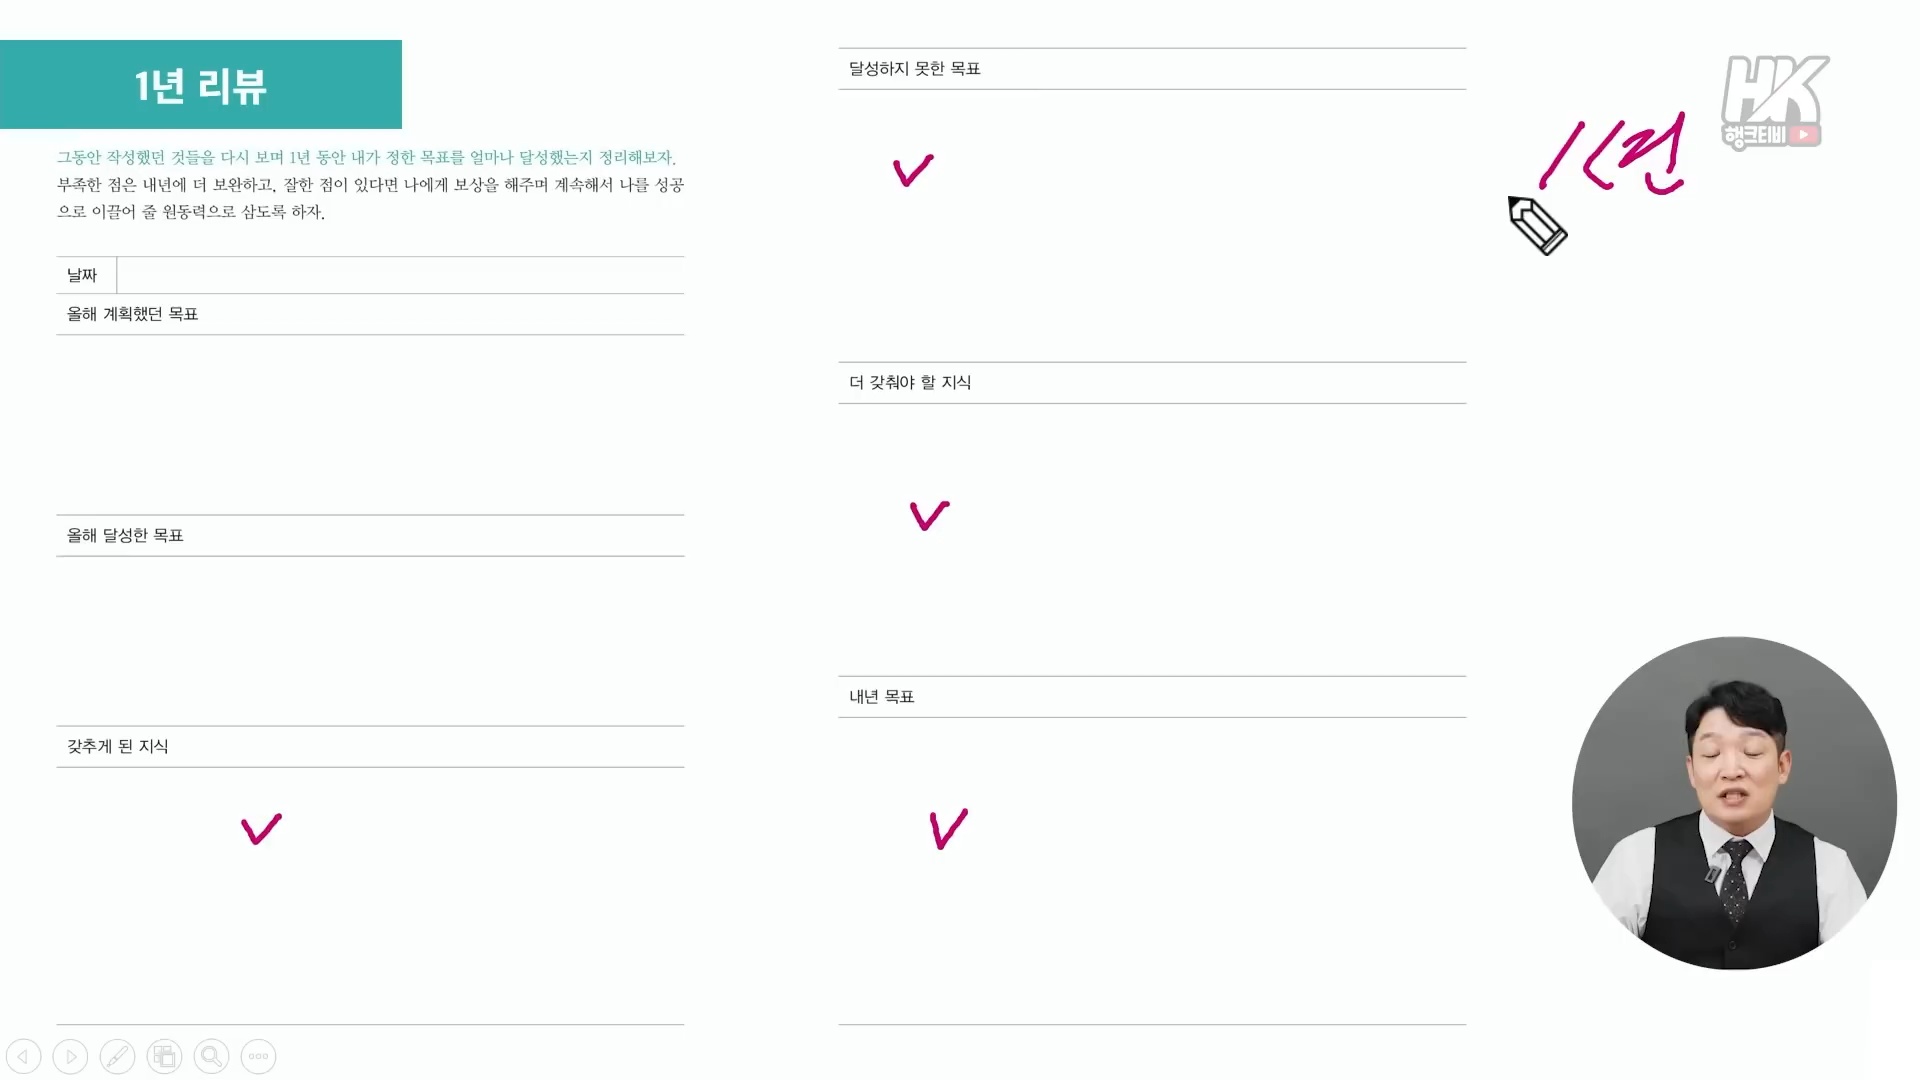 1년 리뷰
그동안 작성했던 것들을 다시 보며 1년 동안 내가 정한 목표를 얼마나 달성했는지 정리해보자.
부족한 점은 내년에 더 보완하고, 잘한 점이 있다면 나에게 보상을 해주며 계속해서 나를 성공
으로 이끌어 줄 원동력으로 삼도록 하자.
날짜
올해 계획했던 목표
올해 달성한 목표
갖추게 된 지식
달성하지 못한 목표
더 갖춰야 할 지식
내년 목표
HK
행크티비